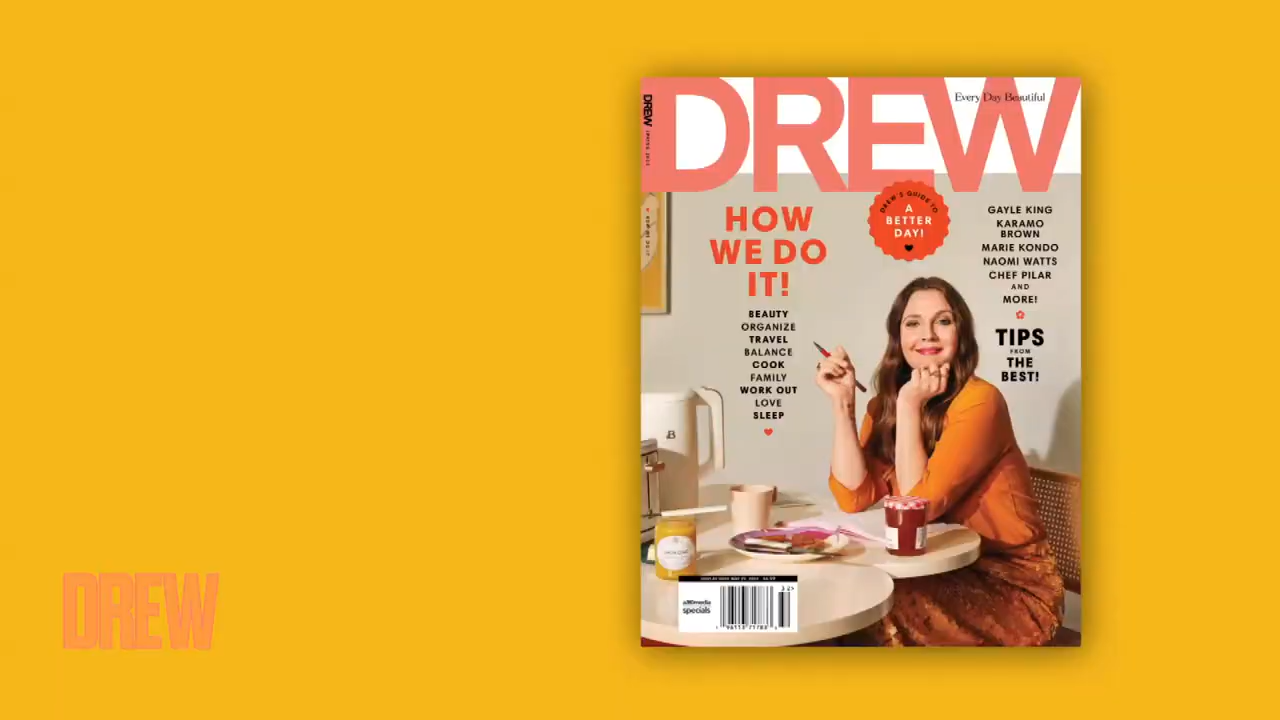 DREW
Every Day Beautiful
DREW
DREW'S GUIDE TO
A
BETTER
DAY!
HOW
WE DO
IT!
BEAUTY
ORGANIZE
TRAVEL
BALANCE
COOK
FAMILY
WORK OUT
LOVE
SLEEP
GAYLE KING
KARAMO
BROWN
MARIE KONDO
NAOMI WATTS
CHEF PILAR
AND
MORE!
TIPS
FROM
THE
BEST!
B
a360media
specials
DREW